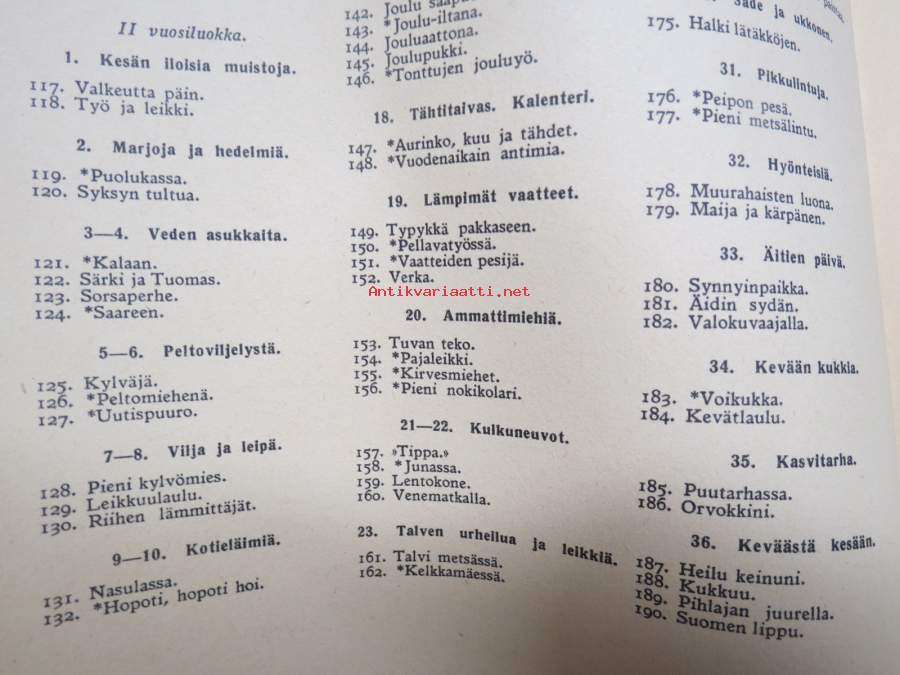 II vuosiluokka.
1. Kesän iloisia muistoja.
117. Valkeutta päin.
118. Työ ja leikki.
2. Marjoja ja hedelmiä.
119. *Puolukassa.
120. Syksyn tultua.
3—4. Veden asukkaita.
121. *Kalaan.
122. Särki ja Tuomas.
123. Sorsaperhe.
124. *Saareen.
5—6. Peltoviljelystä.
125. Kylväjä.
126. *Peltomiehenä.
127. *Uutispuuro.
7—8. Vilja ja leipä.
128. Pieni kylvömies.
129. Leikkuulaulu.
130. Riihen lämmittäjät.
9—10. Kotieläimiä.
131. Nasulassa.
132. *Hopoti, hopoti hoi.
142. Joulu
143. *Joulu-iltana.
144. Jouluaattona.
145. Joulupukki.
146. *Tonttujen jouluyö.
18. Tähtitaivas. Kalenteri.
147. *Aurinko, kuu ja tähdet.
148. *Vuodenaikain antimia.
19. Lämpimät vaatteet.
149. Typykkä pakkaseen.
150. *Pellavatyössä.
151. *Vaatteiden pesijä.
152. Verka.
Antikvariaatti.net
20. Ammattimiehiä.
153. Tuvan teko.
154. *Pajaleikki.
155. *Kirvesmiehet.
156. *Pieni nokikolari.
21—22. Kulkuneuvot.
157. »Tippa.»
158. *Junassa.
159. Lentokone.
160. Venematkalla.
23. Talven urheilua ja leikkiä.
161. Talvi metsässä.
162. *Kelkkamäessä.
ja ukkonen.
175. Halki lätäkköjen.
31. Pikkulintuja.
176. *Peipon pesä.
177. *Pieni metsälintu.
32. Hyönteisiä.
178. Muurahaisten luona.
179. Maija ja kärpänen.
33. Äitien päivä.
180. Synnyinpaikka.
181. Äidin sydän.
182. Valokuvaajalla.
34. Kevään kukkia.
183. *Voikukka.
184. Kevätlaulu.
35. Kasvitarha.
185. Puutarhassa.
186. Orvokkini.
36. Keväästä kesään.
187. Heilu keinuni.
188. Kukkuu.
189. Pihlajan juurella.
190. Suomen lippu.